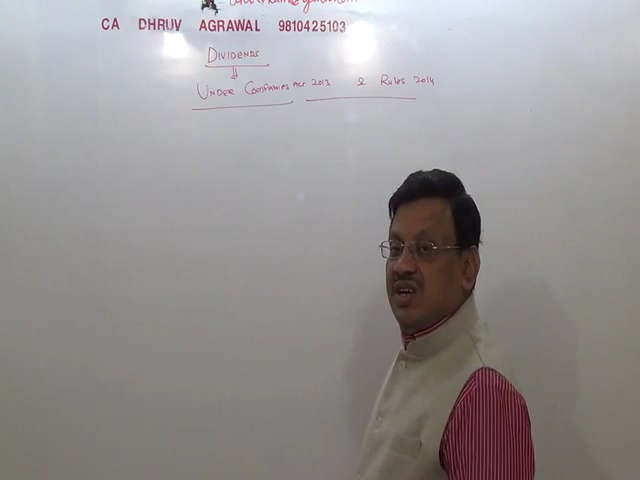 CA DHRUV AGRAWAL 9810425103
DIVIDENDS
UNDER COMPANIES ACT 2013 & RULES 2014